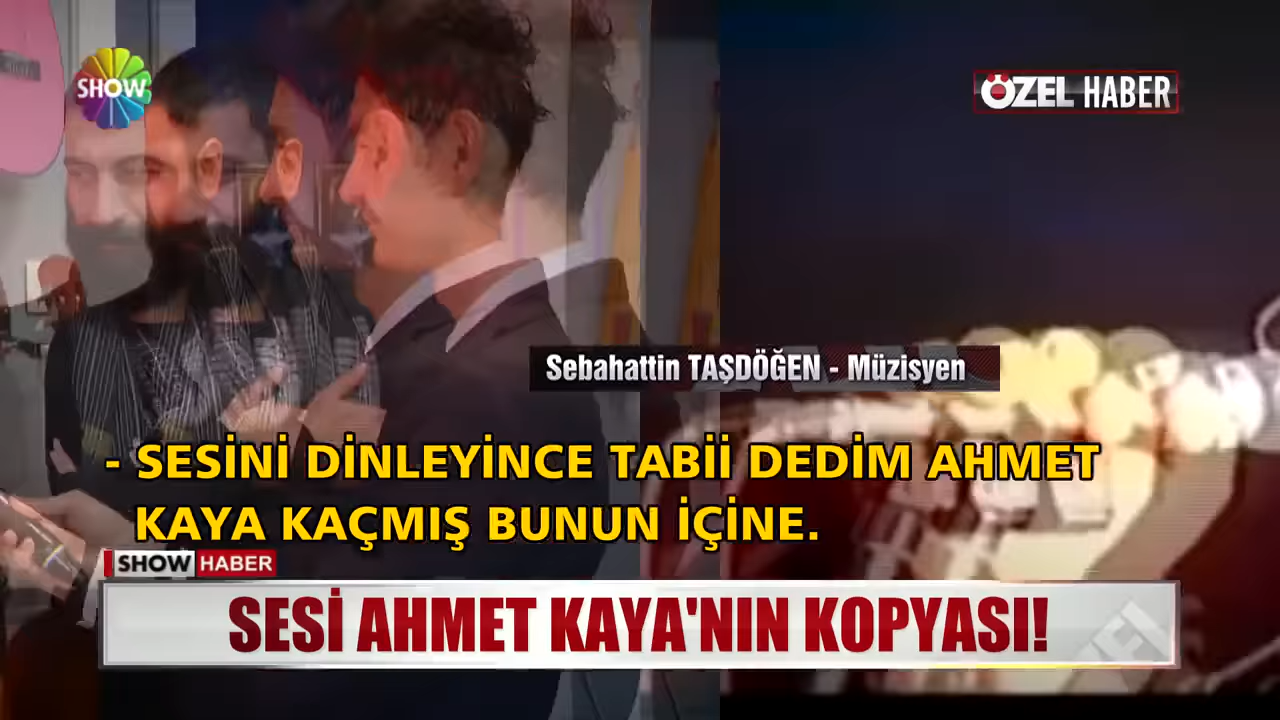 SHOW
ÖZEL HABER
Sebahattin TAŞDÖĞEN - Müzisyen
- SESİNİ DİNLEYİNCE TABİİ DEDİM AHMET
KAYA KAÇMIŞ BUNUN İÇİNE.
SHOW HABER
SESİ AHMET KAYA'NIN KOPYASI!